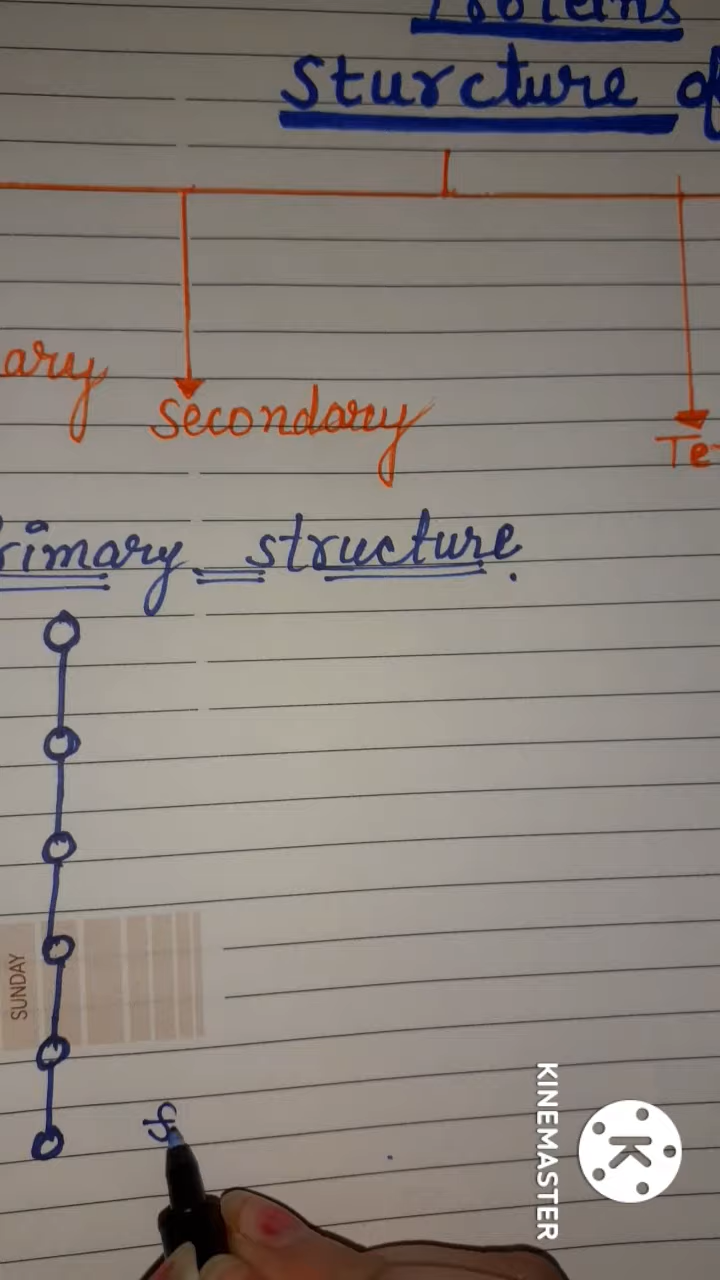 Sturcture of
ary
secondary
Te
rimary structure.
SUNDAY
KINEMASTER